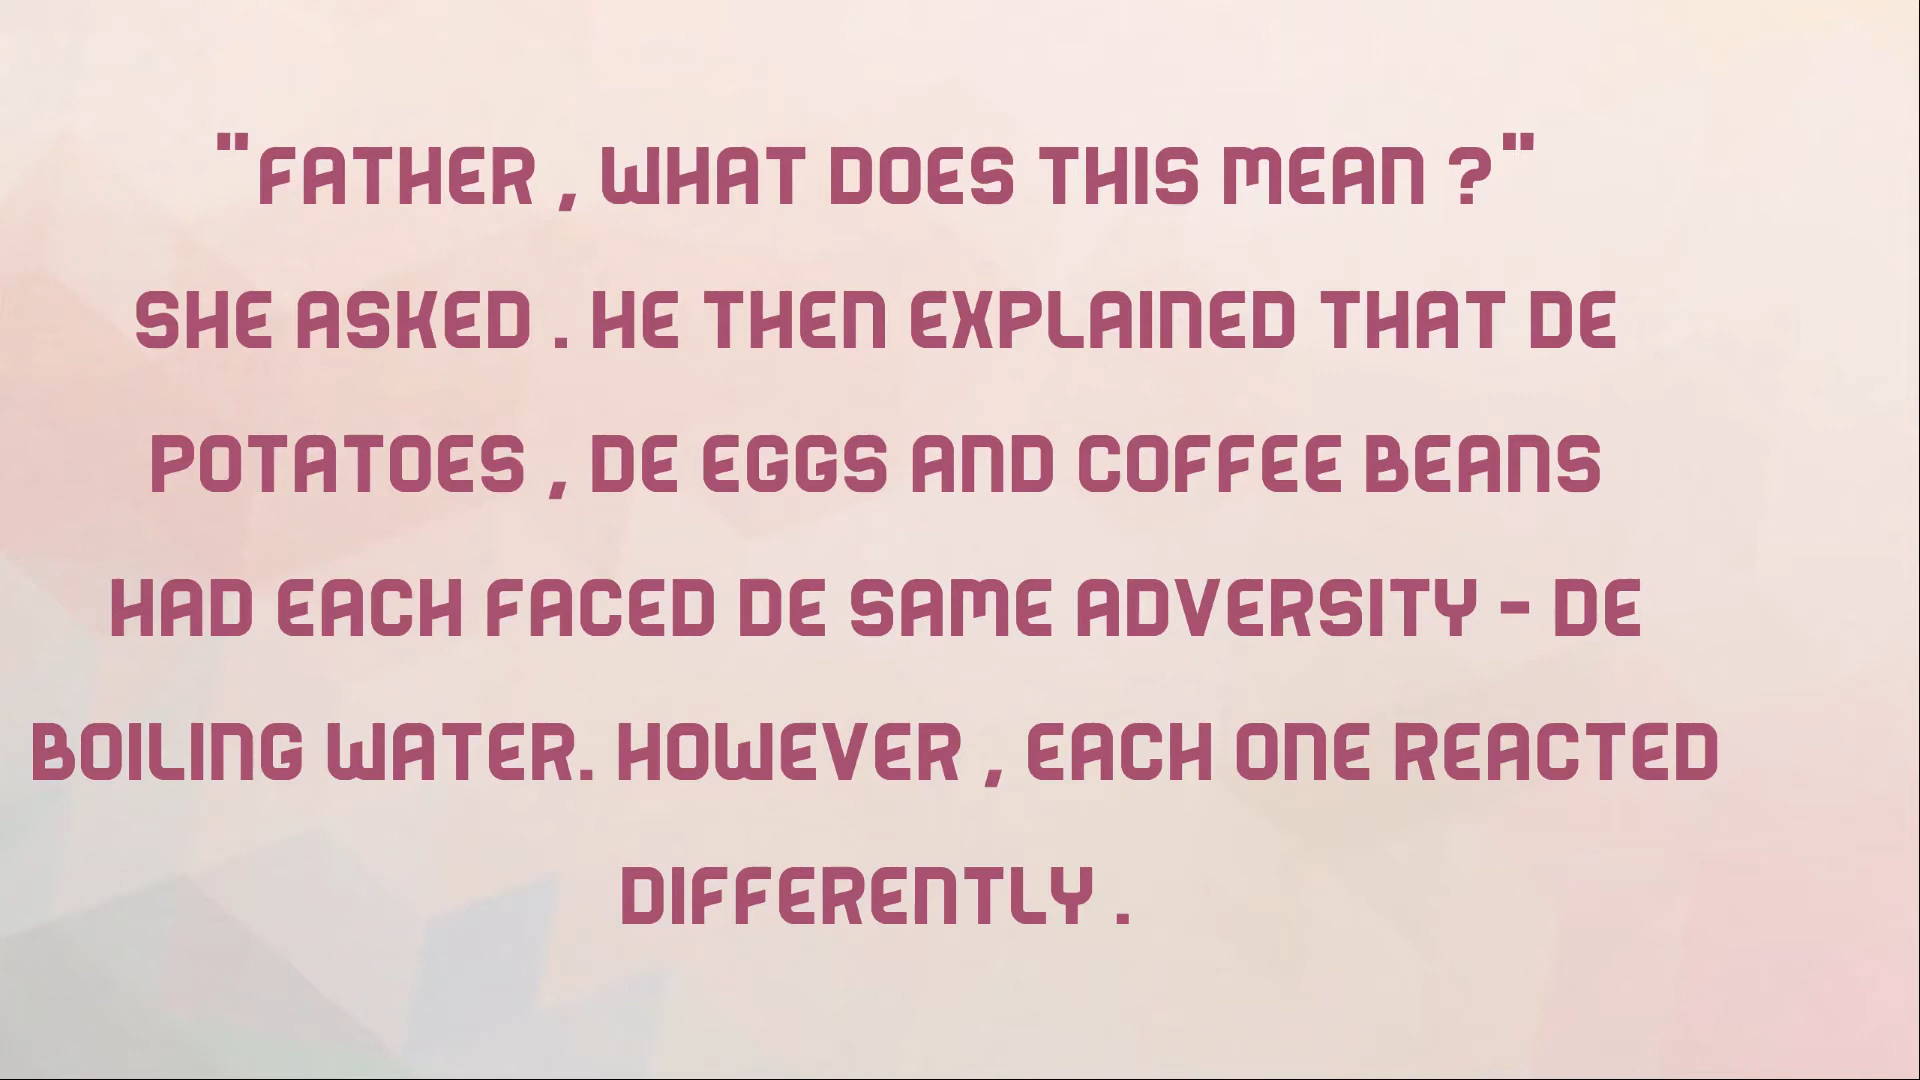 "FATHER , WHAT DOES THIS MEAN ?"
SHE ASKED . HE THEN EXPLAINED THAT DE
POTATOES , DE EGGS AND COFFEE BEANS
HAD EACH FACED DE SAME ADVERSITY - DE
BOILING WATER. HOWEVER , EACH ONE REACTED
DIFFERENTLY .